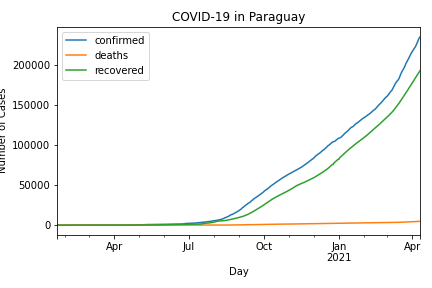 COVID-19 in Paraguay
confirmed
deaths
recovered
200000
150000
100000
50000
0
Number of Cases
Apr
Jul
Oct
Jan
2021
Apr
Day